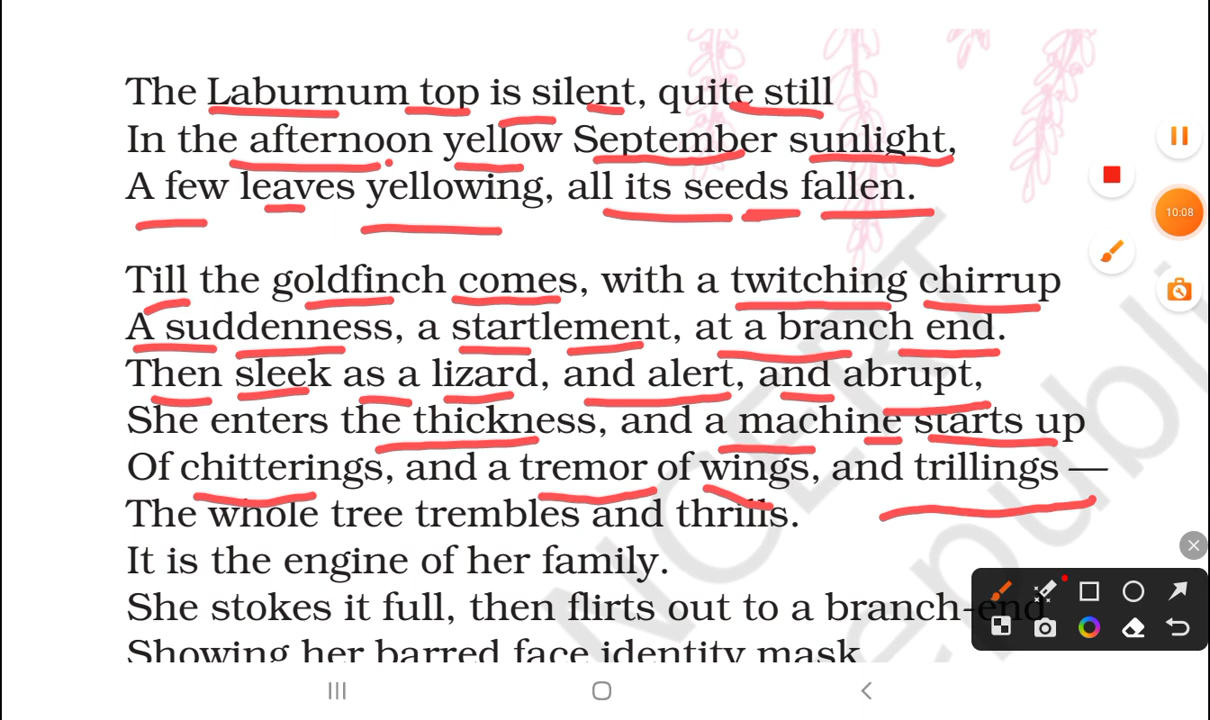 The Laburnum top is silent, quite still
In the afternoon yellow September sunlight,
A few leaves yellowing, all its seeds fallen.
Till the goldfinch comes, with a twitching chirrup
A suddenness, a startlement, at a branch end.
Then sleek as a lizard, and alert, and abrupt,
She enters the thickness, and a machine starts up
Of chitterings, and a tremor of wings, and trillings —
The whole tree trembles and thrills.
It is the engine of her family.
She stokes it full, then flirts out to a branch-end
Showing her barred face identity mask
10:08
NCERT
republi